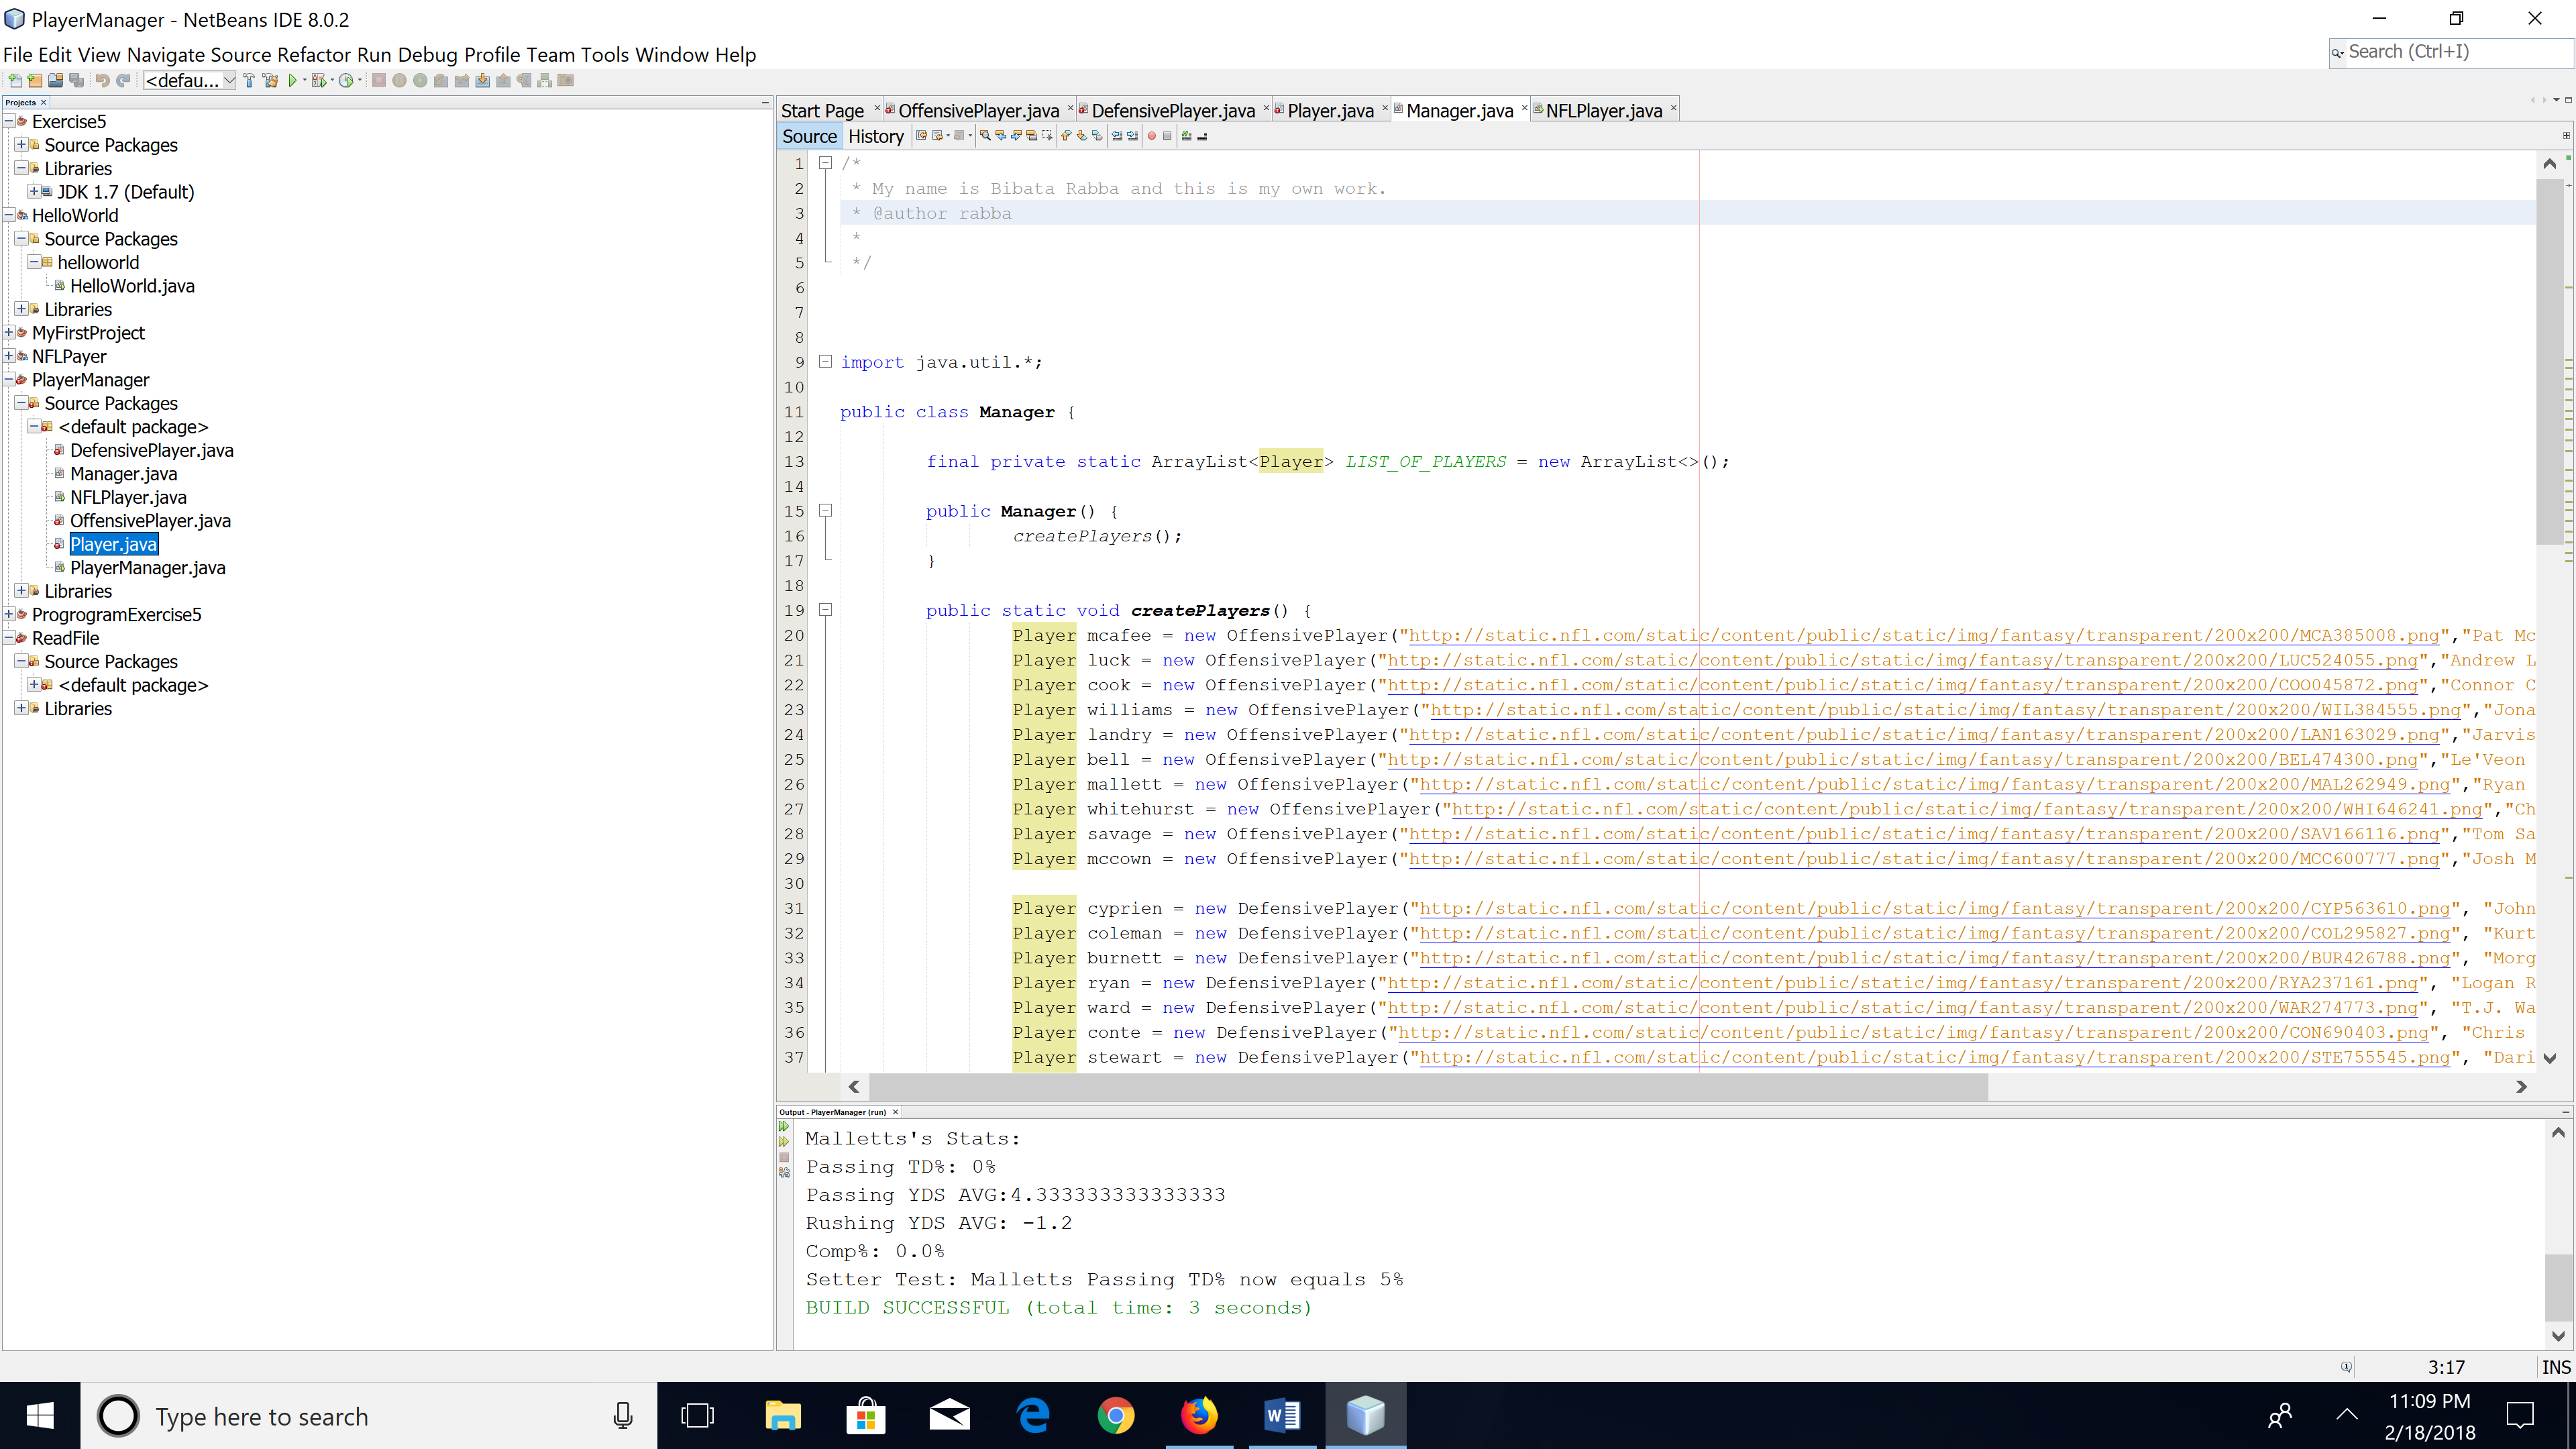 PlayerManager - NetBeans IDE 8.0.2
File Edit View Navigate Source Refactor Run Debug Profile Team Tools Window Help
Search (Ctrl+I)
<defau...
Projects
Exercise5
Source Packages
Libraries
JDK 1.7 (Default)
HelloWorld
Source Packages
helloworld
HelloWorld.java
Libraries
MyFirstProject
NFLPayer
PlayerManager
Source Packages
<default package>
DefensivePlayer.java
Manager.java
NFLPlayer.java
OffensivePlayer.java
Player.java
PlayerManager.java
Libraries
ProgrogramExercise5
ReadFile
Source Packages
<default package>
Libraries
Start Page OffensivePlayer.java DefensivePlayer.java Player.java Manager.java NFLPlayer.java
Source History
1 /*
2 * My name is Bibata Rabba and this is my own work.
3 * @author rabba
4 *
5 */
6
7
8
9 import java.util.*;
10
11 public class Manager {
12
13 final private static ArrayList<Player> LIST_OF_PLAYERS = new ArrayList<>();
14
15 public Manager() {
16 createPlayers();
17 }
18
19 public static void createPlayers() {
20 Player mcafee = new OffensivePlayer("http://static.nfl.com/static/content/public/static/img/fantasy/transparent/200x200/MCA385008.png","Pat Mc
21 Player luck = new OffensivePlayer("http://static.nfl.com/static/content/public/static/img/fantasy/transparent/200x200/LUC524055.png","Andrew L
22 Player cook = new OffensivePlayer("http://static.nfl.com/static/content/public/static/img/fantasy/transparent/200x200/COO045872.png","Connor C
23 Player williams = new OffensivePlayer("http://static.nfl.com/static/content/public/static/img/fantasy/transparent/200x200/WIL384555.png","Jona
24 Player landry = new OffensivePlayer("http://static.nfl.com/static/content/public/static/img/fantasy/transparent/200x200/LAN163029.png","Jarvis
25 Player bell = new OffensivePlayer("http://static.nfl.com/static/content/public/static/img/fantasy/transparent/200x200/BEL474300.png","Le'Veon
26 Player mallett = new OffensivePlayer("http://static.nfl.com/static/content/public/static/img/fantasy/transparent/200x200/MAL262949.png","Ryan
27 Player whitehurst = new OffensivePlayer("http://static.nfl.com/static/content/public/static/img/fantasy/transparent/200x200/WHI646241.png","Ch
28 Player savage = new OffensivePlayer("http://static.nfl.com/static/content/public/static/img/fantasy/transparent/200x200/SAV166116.png","Tom Sa
29 Player mccown = new OffensivePlayer("http://static.nfl.com/static/content/public/static/img/fantasy/transparent/200x200/MCC600777.png","Josh M
30
31 Player cyprien = new DefensivePlayer("http://static.nfl.com/static/content/public/static/img/fantasy/transparent/200x200/CYP563610.png", "John
32 Player coleman = new DefensivePlayer("http://static.nfl.com/static/content/public/static/img/fantasy/transparent/200x200/COL295827.png", "Kurt
33 Player burnett = new DefensivePlayer("http://static.nfl.com/static/content/public/static/img/fantasy/transparent/200x200/BUR426788.png", "Morg
34 Player ryan = new DefensivePlayer("http://static.nfl.com/static/content/public/static/img/fantasy/transparent/200x200/RYA237161.png", "Logan R
35 Player ward = new DefensivePlayer("http://static.nfl.com/static/content/public/static/img/fantasy/transparent/200x200/WAR274773.png", "T.J. Wa
36 Player conte = new DefensivePlayer("http://static.nfl.com/static/content/public/static/img/fantasy/transparent/200x200/CON690403.png", "Chris
37 Player stewart = new DefensivePlayer("http://static.nfl.com/static/content/public/static/img/fantasy/transparent/200x200/STE755545.png", "Dari
Output - PlayerManager (run)
Malletts's Stats:
Passing TD%: 0%
Passing YDS AVG:4.333333333333333
Rushing YDS AVG: -1.2
Comp%: 0.0%
Setter Test: Malletts Passing TD% now equals 5%
BUILD SUCCESSFUL (total time: 3 seconds)
3:17 INS
Type here to search
11:09 PM
2/18/2018